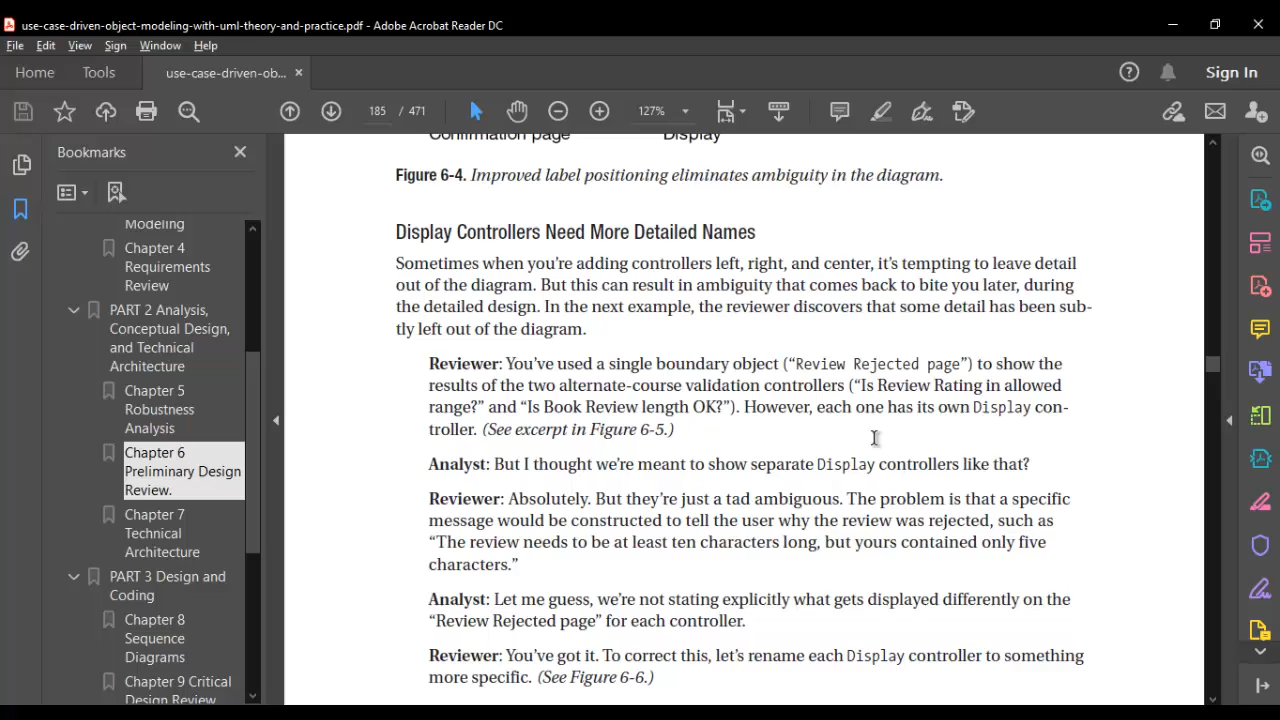 use-case-driven-object-modeling-with-uml-theory-and-practice.pdf - Adobe Acrobat Reader DC
File Edit View Sign Window Help
Home Tools use-case-driven-ob... × Sign In
185 / 471 127%
Bookmarks
Modeling
Chapter 4
Requirements
Review
PART 2 Analysis,
Conceptual Design,
and Technical
Architecture
Chapter 5
Robustness
Analysis
Chapter 6
Preliminary Design
Review.
Chapter 7
Technical
Architecture
PART 3 Design and
Coding
Chapter 8
Sequence
Diagrams
Chapter 9 Critical
Design Review
Confirmation page Display
Figure 6-4. Improved label positioning eliminates ambiguity in the diagram.
Display Controllers Need More Detailed Names
Sometimes when you're adding controllers left, right, and center, it's tempting to leave detail
out of the diagram. But this can result in ambiguity that comes back to bite you later, during
the detailed design. In the next example, the reviewer discovers that some detail has been sub-
tly left out of the diagram.
Reviewer: You've used a single boundary object (“Review Rejected page”) to show the
results of the two alternate-course validation controllers (“Is Review Rating in allowed
range?” and “Is Book Review length OK?”). However, each one has its own Display con-
troller. (See excerpt in Figure 6-5.)
Analyst: But I thought we're meant to show separate Display controllers like that?
Reviewer: Absolutely. But they're just a tad ambiguous. The problem is that a specific
message would be constructed to tell the user why the review was rejected, such as
“The review needs to be at least ten characters long, but yours contained only five
characters.”
Analyst: Let me guess, we're not stating explicitly what gets displayed differently on the
“Review Rejected page” for each controller.
Reviewer: You've got it. To correct this, let's rename each Display controller to something
more specific. (See Figure 6-6.)